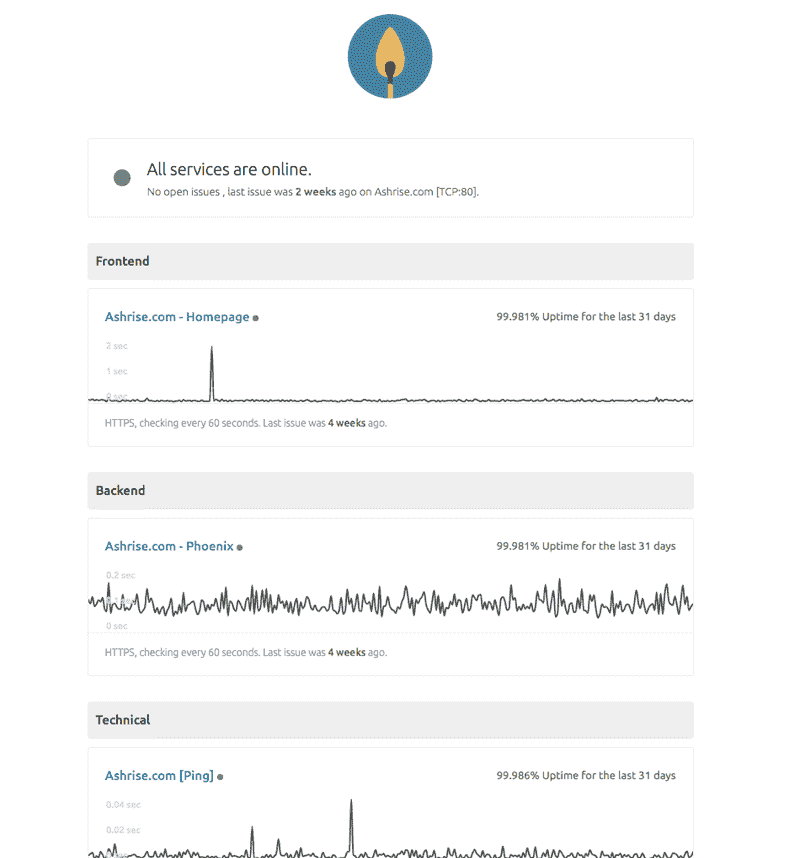 All services are online.
No open issues , last issue was 2 weeks ago on Ashrise.com [TCP:80].
Frontend
Ashrise.com - Homepage
99.981% Uptime for the last 31 days
2 sec
1 sec
0 sec
HTTPS, checking every 60 seconds. Last issue was 4 weeks ago.
Backend
Ashrise.com - Phoenix
99.981% Uptime for the last 31 days
0.2 sec
0.1 sec
0 sec
HTTPS, checking every 60 seconds. Last issue was 4 weeks ago.
Technical
Ashrise.com [Ping]
99.986% Uptime for the last 31 days
0.04 sec
0.02 sec